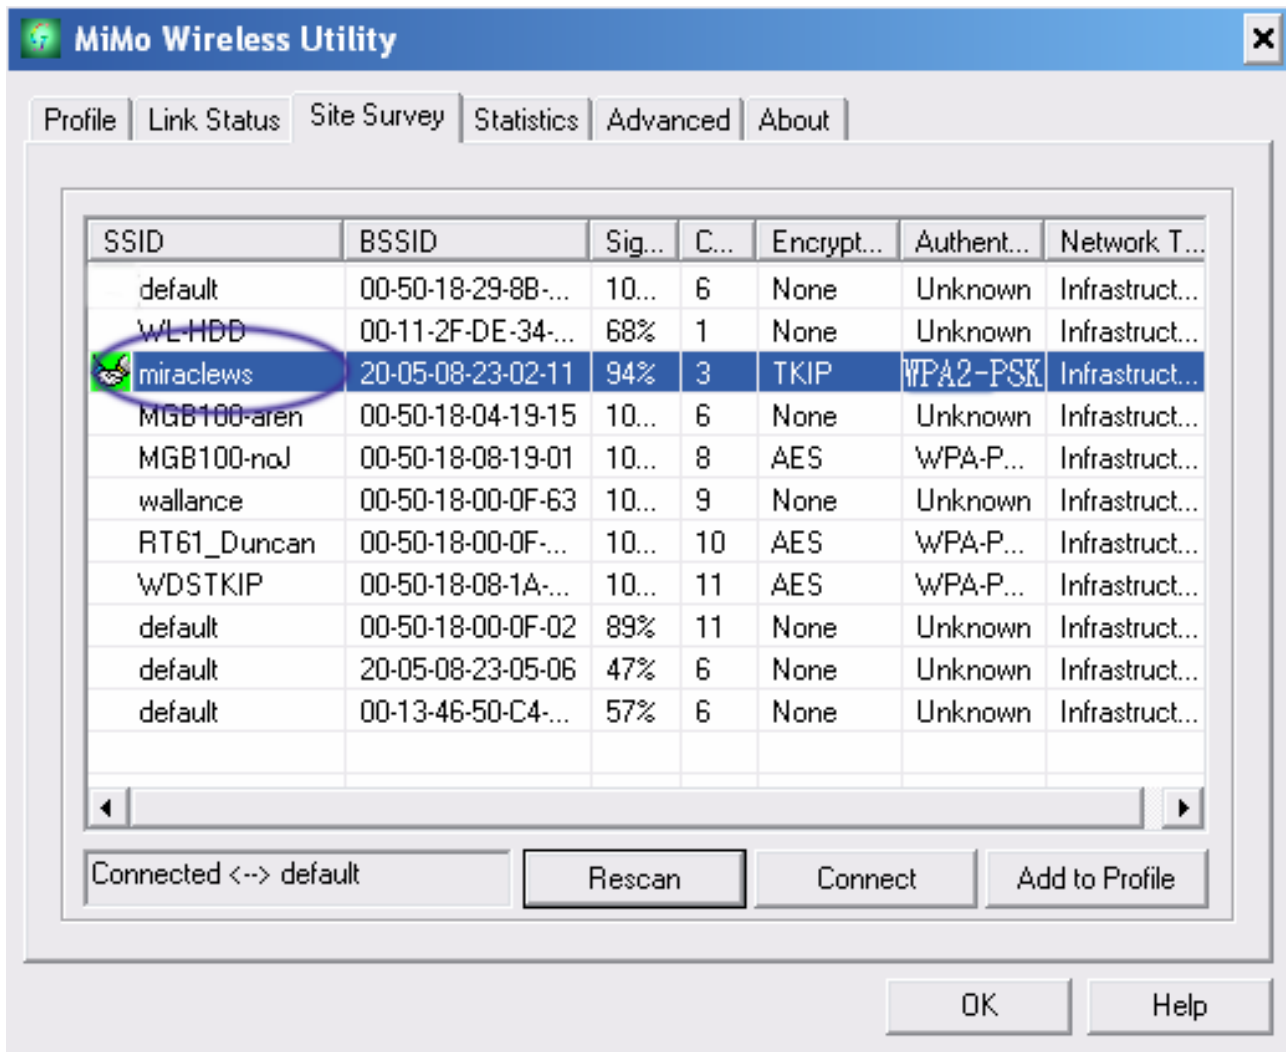 MiMo Wireless Utility
Profile Link Status Site Survey Statistics Advanced About
SSID BSSID Sig... C... Encrypt... Authent... Network T...
default 00-50-18-29-8B-... 10... 6 None Unknown Infrastruct...
WL-HDD 00-11-2F-DE-34-... 68% 1 None Unknown Infrastruct...
miraclews 20-05-08-23-02-11 94% 3 TKIP WPA2-PSK Infrastruct...
MGB100-aren 00-50-18-04-19-15 10... 6 None Unknown Infrastruct...
MGB100-noJ 00-50-18-08-19-01 10... 8 AES WPA-P... Infrastruct...
wallance 00-50-18-00-0F-63 10... 9 None Unknown Infrastruct...
RT61_Duncan 00-50-18-00-0F-... 10... 10 AES WPA-P... Infrastruct...
WDSTKIP 00-50-18-08-1A-... 10... 11 AES WPA-P... Infrastruct...
default 00-50-18-00-0F-02 89% 11 None Unknown Infrastruct...
default 20-05-08-23-05-06 47% 6 None Unknown Infrastruct...
default 00-13-46-50-C4-... 57% 6 None Unknown Infrastruct...
Connected <--> default Rescan Connect Add to Profile
OK Help